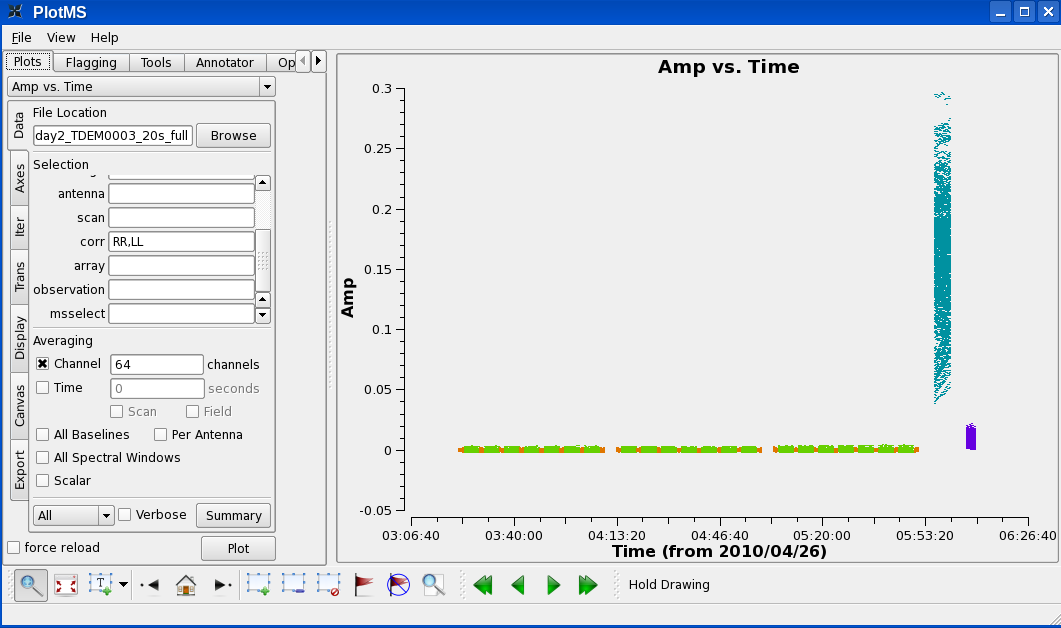 PlotMS
File View Help
Plots Flagging Tools Annotator Op
Amp vs. Time
Data
Axes
Iter
Trans
Display
Canvas
Export
File Location
day2_TDEM0003_20s_full Browse
Selection
antenna
scan
corr RR,LL
array
observation
msselect
Averaging
Channel 64 channels
Time 0 seconds
Scan Field
All Baselines Per Antenna
All Spectral Windows
Scalar
All Verbose Summary
force reload Plot
Amp vs. Time
0.3
0.25
0.2
0.15
0.1
0.05
0
-0.05
Amp
03:06:40 03:40:00 04:13:20 04:46:40 05:20:00 05:53:20 06:26:40
Time (from 2010/04/26)
T
Hold Drawing